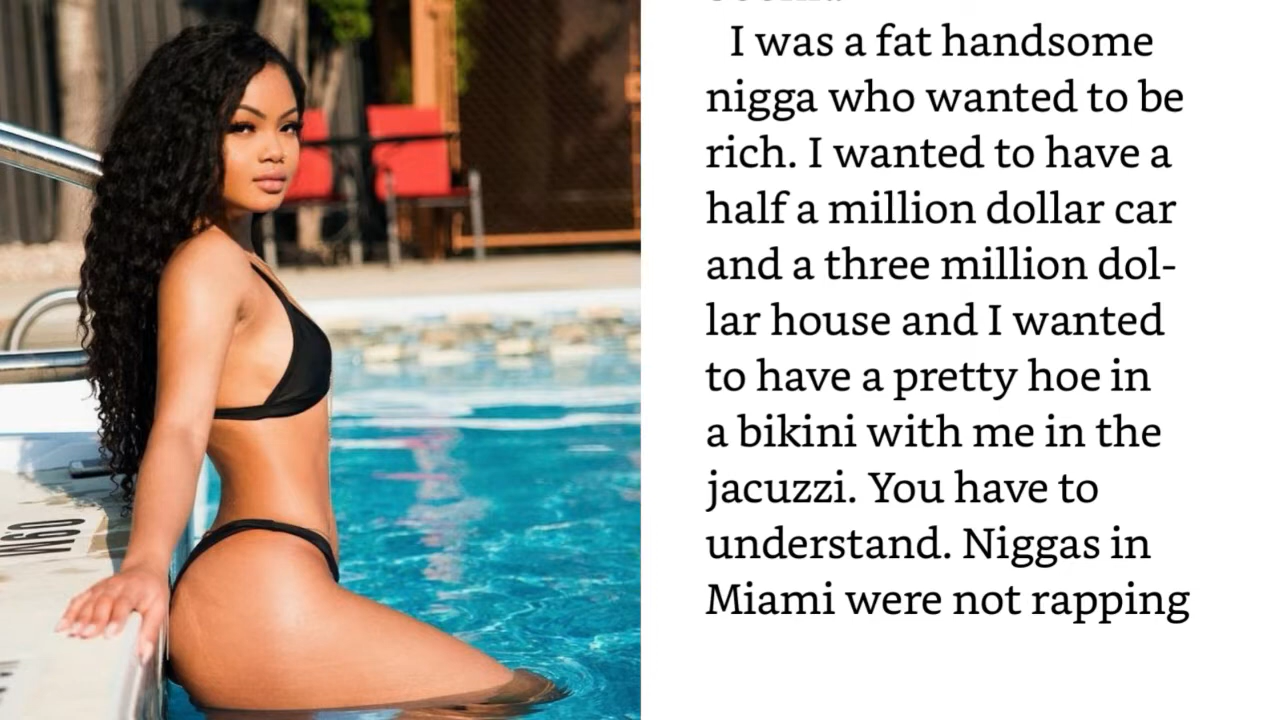 I was a fat handsome
nigga who wanted to be
rich. I wanted to have a
half a million dollar car
and a three million dol-
lar house and I wanted
to have a pretty hoe in
a bikini with me in the
jacuzzi. You have to
understand. Niggas in
Miami were not rapping